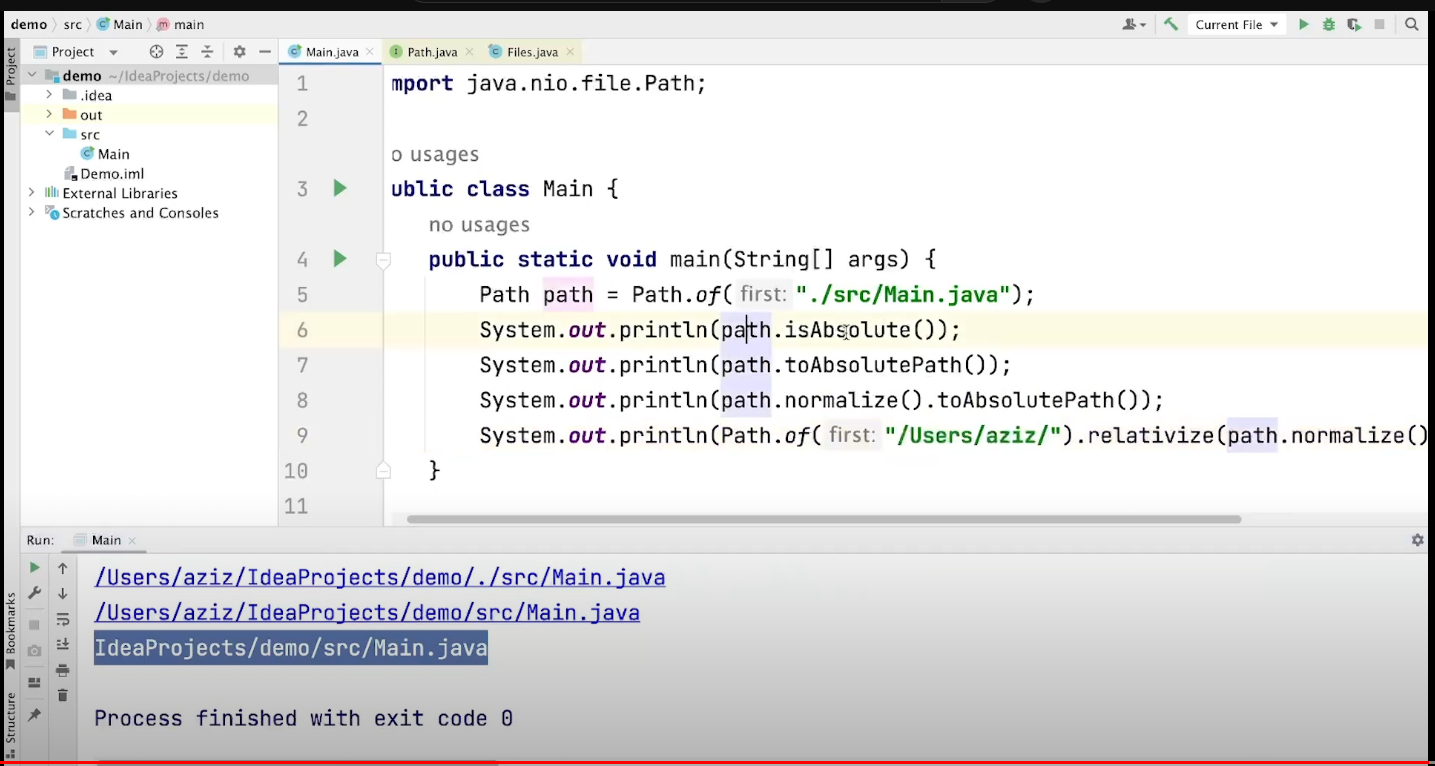 demo src Main main
Current File
Project
Main.java Path.java Files.java
Project
demo ~/IdeaProjects/demo
.idea
out
src
Main
Demo.iml
External Libraries
Scratches and Consoles
1 mport java.nio.file.Path;
2
o usages
3 ublic class Main {
no usages
4 public static void main(String[] args) {
5 Path path = Path.of( first: "./src/Main.java");
6 System.out.println(path.isAbsolute());
7 System.out.println(path.toAbsolutePath());
8 System.out.println(path.normalize().toAbsolutePath());
9 System.out.println(Path.of( first: "/Users/aziz/").relativize(path.normalize()
10 }
11
Run: Main
/Users/aziz/IdeaProjects/demo/./src/Main.java
/Users/aziz/IdeaProjects/demo/src/Main.java
IdeaProjects/demo/src/Main.java
Process finished with exit code 0
Bookmarks
Structure